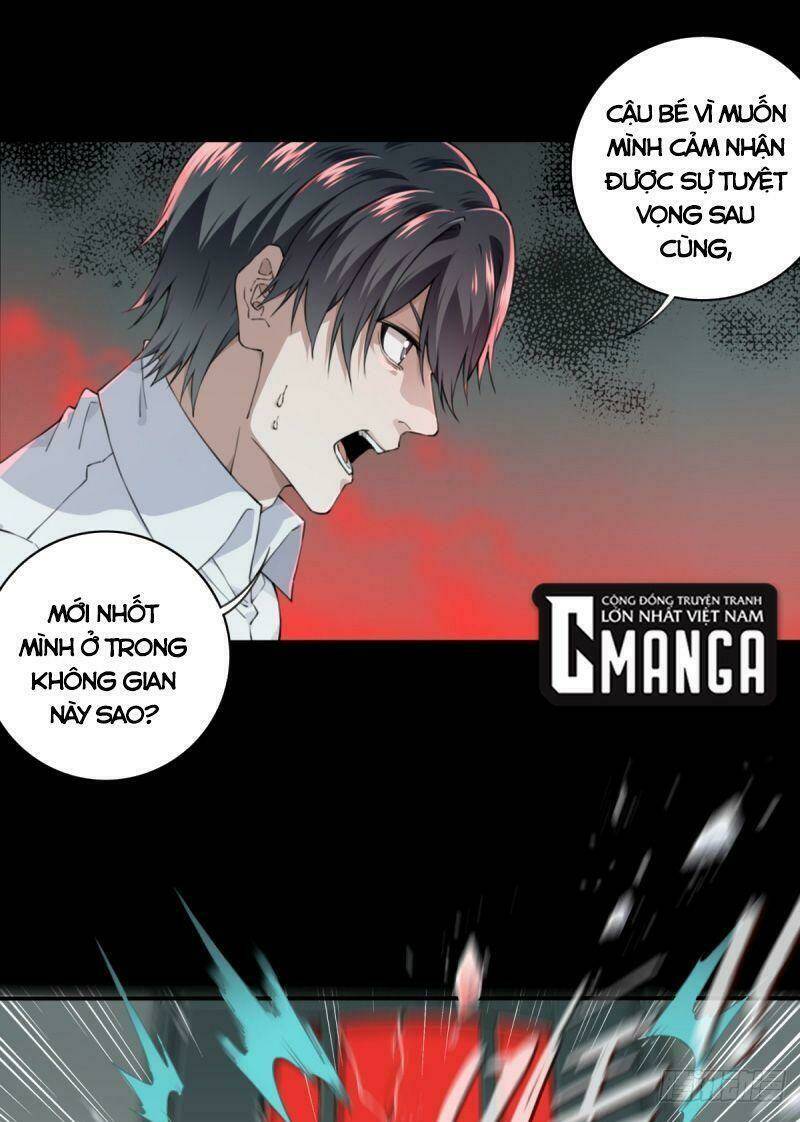 CẬU BÉ VÌ MUỐN
MÌNH CẢM NHẬN
ĐƯỢC SỰ TUYỆT
VỌNG SAU
CÙNG,
MỚI NHỐT
MÌNH Ở TRONG
KHÔNG GIAN
NÀY SAO?
CỘNG ĐỒNG TRUYỆN TRANH
LỚN NHẤT VIỆT NAM
CMANGA